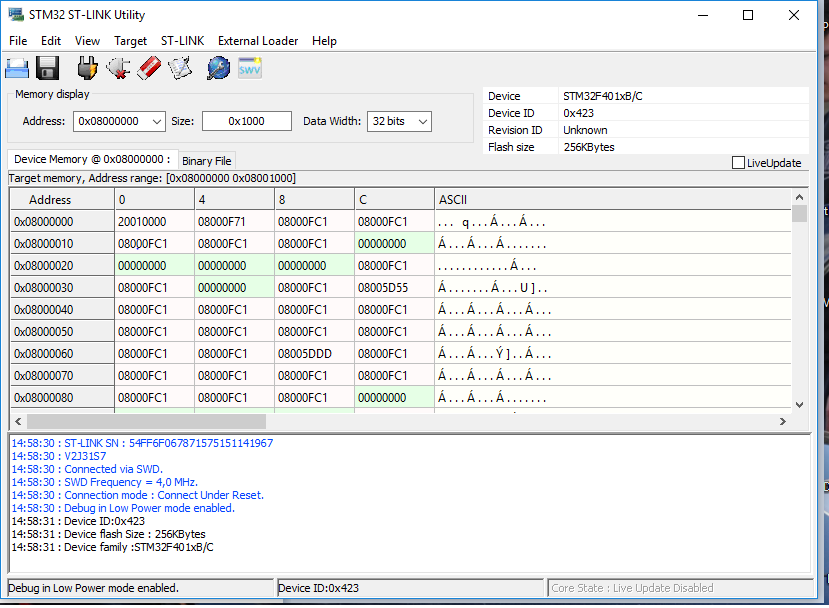 STM32 ST-LINK Utility
File Edit View Target ST-LINK External Loader Help
SWV
Memory display
Address: 0x08000000 Size: 0x1000 Data Width: 32 bits
Device STM32F401xB/C
Device ID 0x423
Revision ID Unknown
Flash size 256KBytes
LiveUpdate
Device Memory @ 0x08000000 : Binary File
Target memory, Address range: [0x08000000 0x08001000]
Address 0 4 8 C ASCII
0x08000000 20010000 08000F71 08000FC1 08000FC1 ... q...Á...Á...
0x08000010 08000FC1 08000FC1 08000FC1 00000000 Á...Á...Á.......
0x08000020 00000000 00000000 00000000 08000FC1 ............Á...
0x08000030 08000FC1 00000000 08000FC1 08005D55 Á.......Á...U]..
0x08000040 08000FC1 08000FC1 08000FC1 08000FC1 Á...Á...Á...Á...
0x08000050 08000FC1 08000FC1 08000FC1 08000FC1 Á...Á...Á...Á...
0x08000060 08000FC1 08000FC1 08005DDD 08000FC1 Á...Á...Ý]..Á...
0x08000070 08000FC1 08000FC1 08000FC1 08000FC1 Á...Á...Á...Á...
0x08000080 08000FC1 08000FC1 08000FC1 00000000 Á...Á...Á.......
14:58:30 : ST-LINK SN : 54FF6F067871575151141967
14:58:30 : V2J31S7
14:58:30 : Connected via SWD.
14:58:30 : SWD Frequency = 4,0 MHz.
14:58:30 : Connection mode : Connect Under Reset.
14:58:30 : Debug in Low Power mode enabled.
14:58:31 : Device ID:0x423
14:58:31 : Device flash Size : 256KBytes
14:58:31 : Device family :STM32F401xB/C
Debug in Low Power mode enabled. Device ID:0x423 Core State : Live Update Disabled